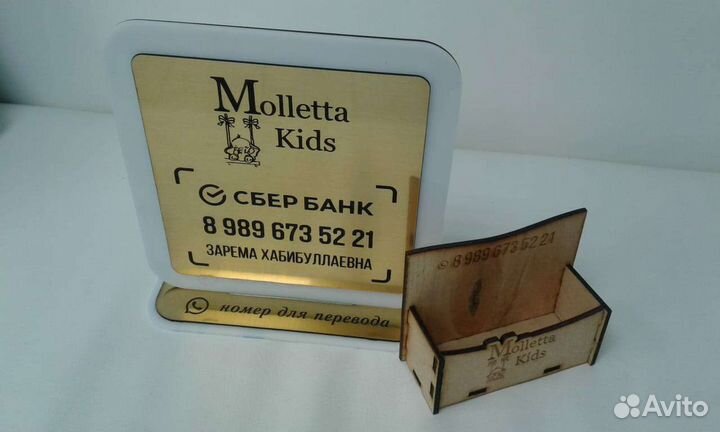 Molletta
Kids
СБЕР БАНК
8 989 673 52 21
ЗАРЕМА ХАБИБУЛЛАЕВНА
номер для перевода
8 989 673 52 21
Molletta
Kids
Avito